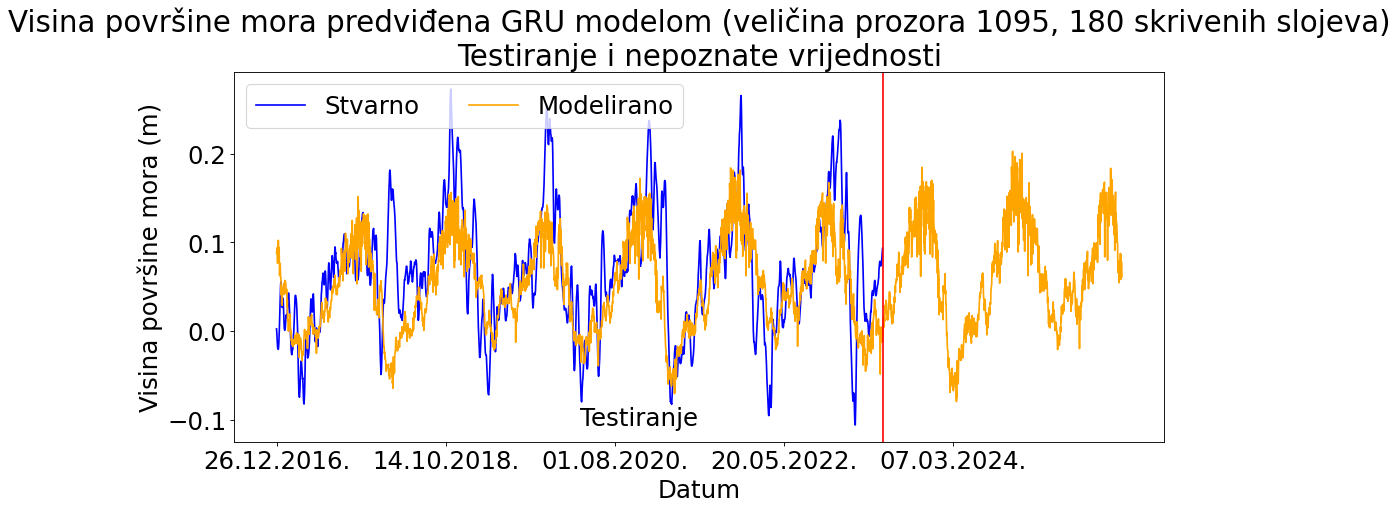 Visina površine mora predviđena GRU modelom (veličina prozora 1095, 180 skrivenih slojeva)
Testiranje i nepoznate vrijednosti
Stvarno Modelirano
Visina površine mora (m)
0.2
0.1
0.0
−0.1
Testiranje
26.12.2016. 14.10.2018. 01.08.2020. 20.05.2022. 07.03.2024.
Datum